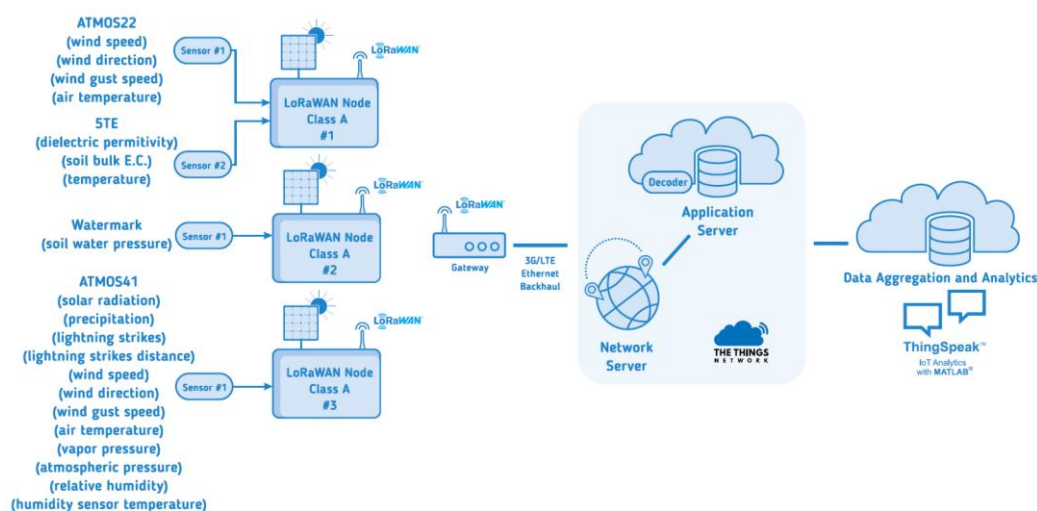 ATMOS22
(wind speed)
(wind direction)
(wind gust speed)
(air temperature)
Sensor #1
5TE
(dielectric permitivity)
(soil bulk E.C.)
(temperature)
Sensor #2
LoRaWAN™
LoRaWAN Node
Class A
#1
Watermark
(soil water pressure)
Sensor #1
LoRaWAN™
LoRaWAN Node
Class A
#2
ATMOS41
(solar radiation)
(precipitation)
(lightning strikes)
(lightning strikes distance)
(wind speed)
(wind direction)
(wind gust speed)
(air temperature)
(vapor pressure)
(atmospheric pressure)
(relative humidity)
(humidity sensor temperature)
Sensor #1
LoRaWAN™
LoRaWAN Node
Class A
#3
LoRaWAN™
Gateway
3G/LTE
Ethernet
Backhaul
Decoder
Application
Server
Network
Server
THE THINGS
NETWORK
Data Aggregation and Analytics
ThingSpeak™
IoT Analytics
with MATLAB®